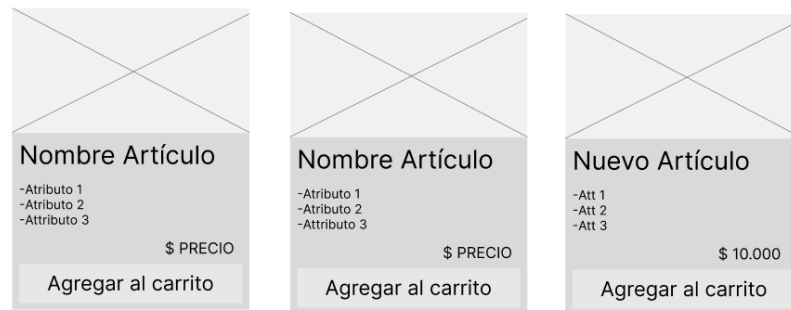 Nombre Artículo
-Atributo 1
-Atributo 2
-Attributo 3
$ PRECIO
Agregar al carrito
Nombre Artículo
-Atributo 1
-Atributo 2
-Attributo 3
$ PRECIO
Agregar al carrito
Nuevo Artículo
-Att 1
-Att 2
-Att 3
$ 10.000
Agregar al carrito